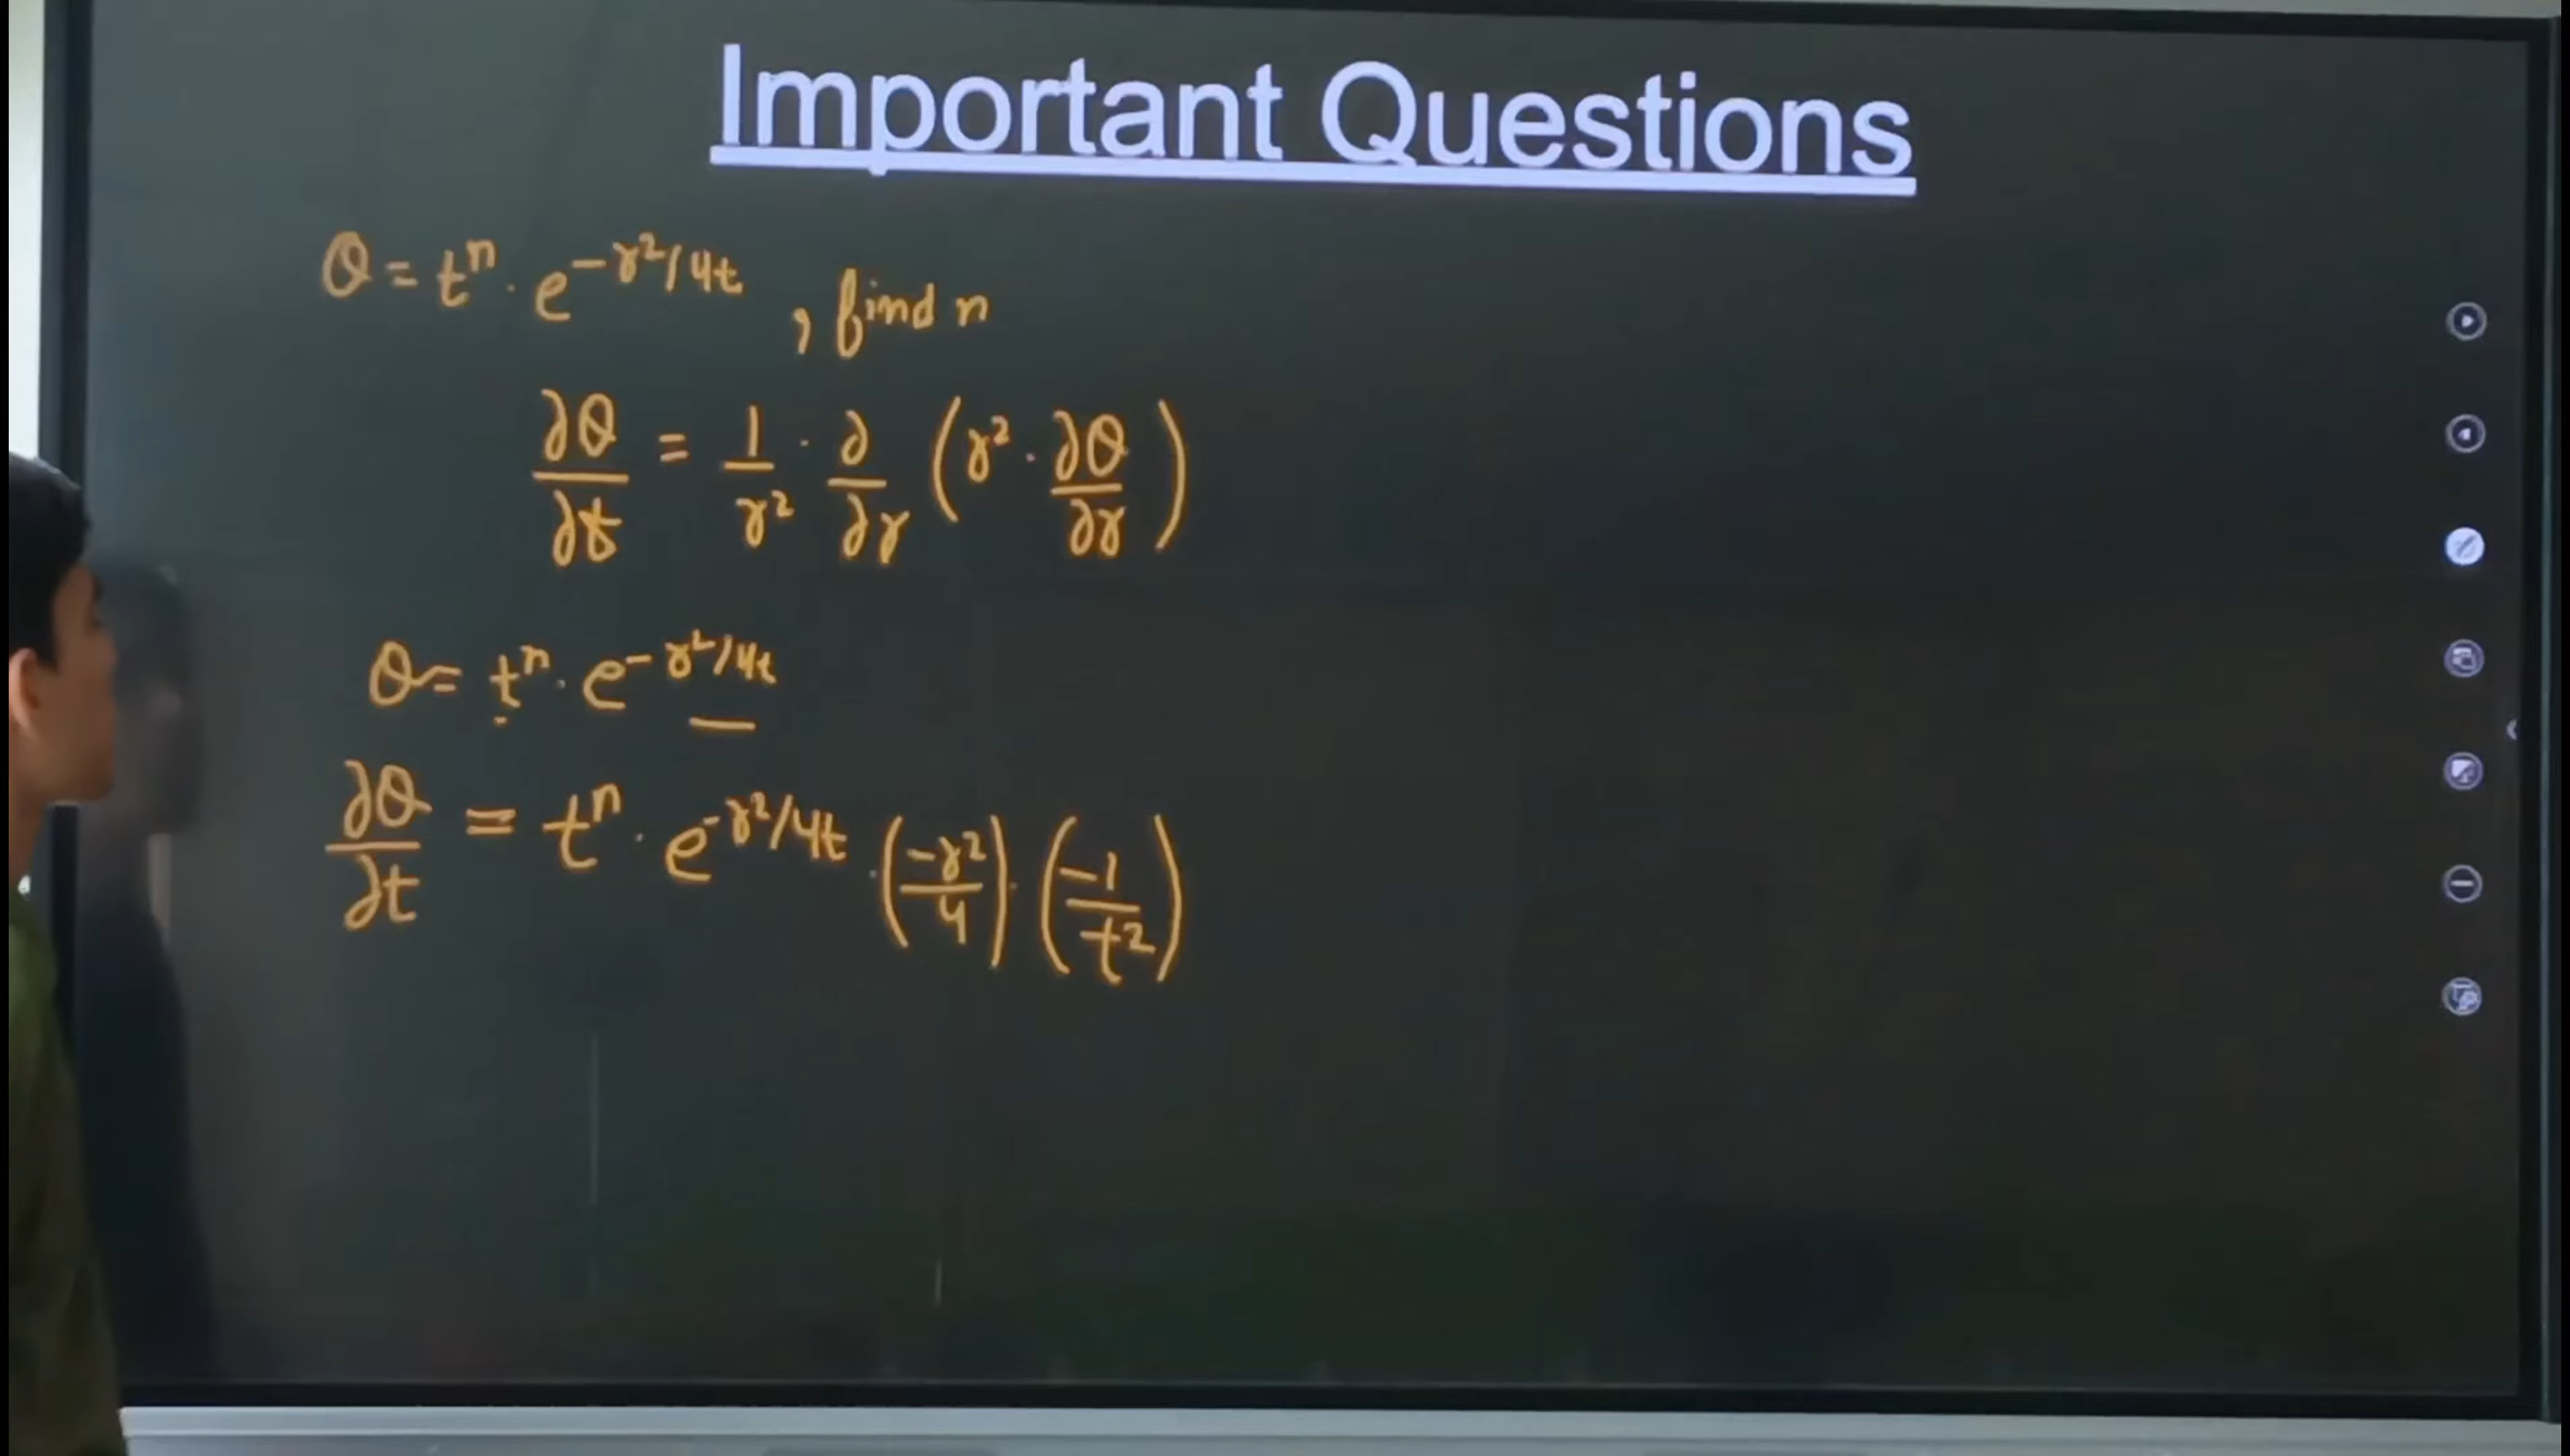 Important Questions
θ = tⁿ · e^(-r²/4t) , find n
∂θ/∂t = 1/r² · ∂/∂r (r² · ∂θ/∂r)
θ = tⁿ · e^(-r²/4t)
∂θ/∂t = tⁿ · e^(-r²/4t) · (-r²/4) · (-1/t²)